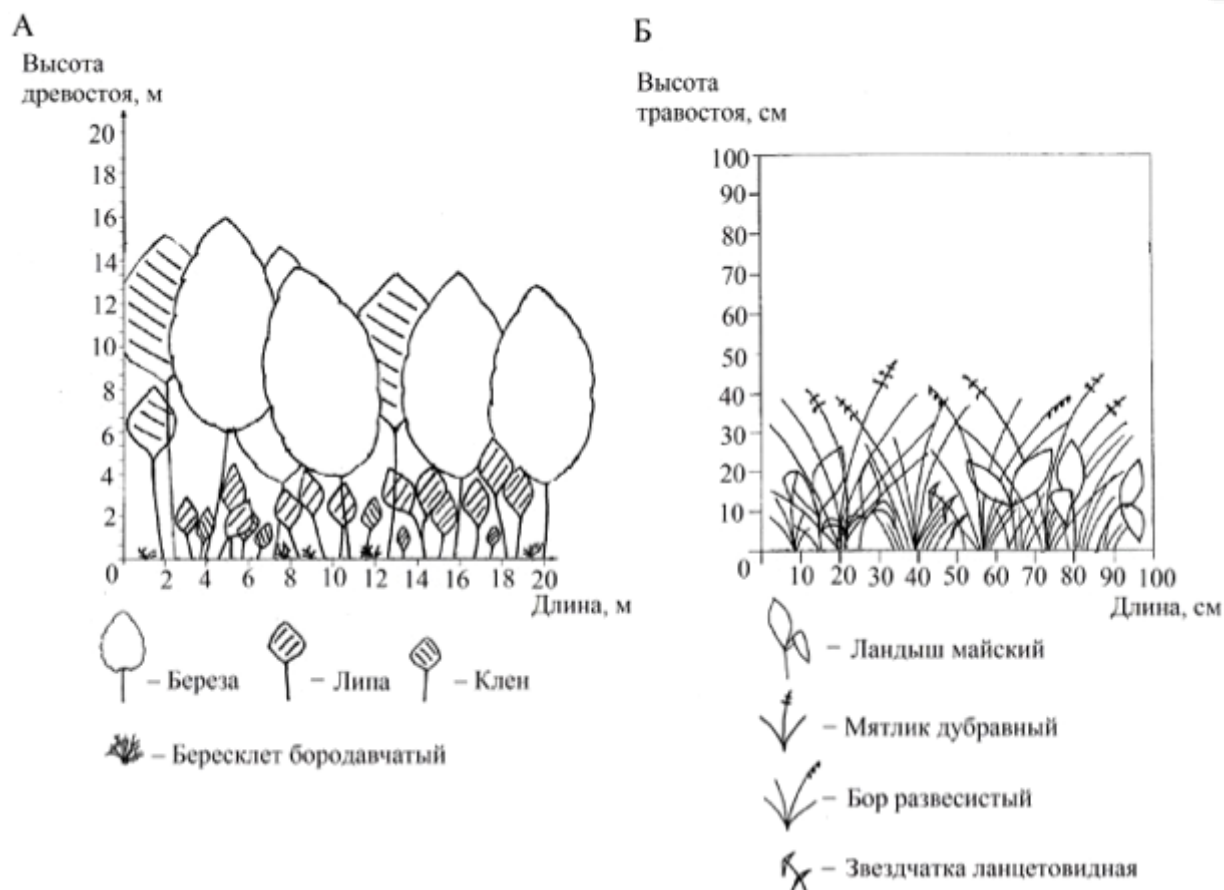 А
Высота
древостоя, м
20
18
16
14
12
10
8
6
4
2
0 2 4 6 8 10 12 14 16 18 20
Длина, м
– Береза – Липа – Клен
– Бересклет бородавчатый
Б
Высота
травостоя, см
100
90
80
70
60
50
40
30
20
10
0 10 20 30 40 50 60 70 80 90 100
Длина, см
– Ландыш майский
– Мятлик дубравный
– Бор развесистый
– Звездчатка ланцетовидная